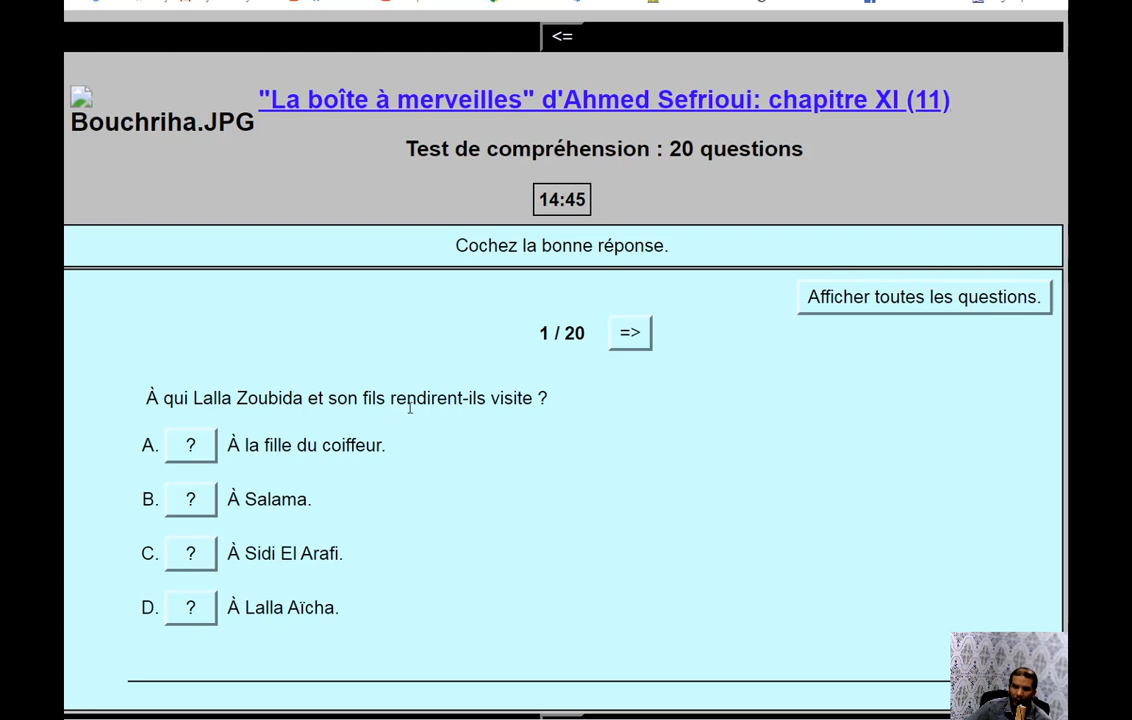 <=
"La boîte à merveilles" d'Ahmed Sefrioui: chapitre XI (11)
Bouchriha.JPG
Test de compréhension : 20 questions
14:45
Cochez la bonne réponse.
Afficher toutes les questions.
1 / 20 =>
À qui Lalla Zoubida et son fils rendirent-ils visite ?
A. ? À la fille du coiffeur.
B. ? À Salama.
C. ? À Sidi El Arafi.
D. ? À Lalla Aïcha.